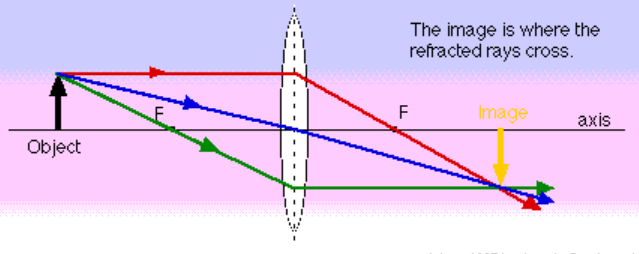 The image is where the
refracted rays cross.
F
F
Image
axis
Object